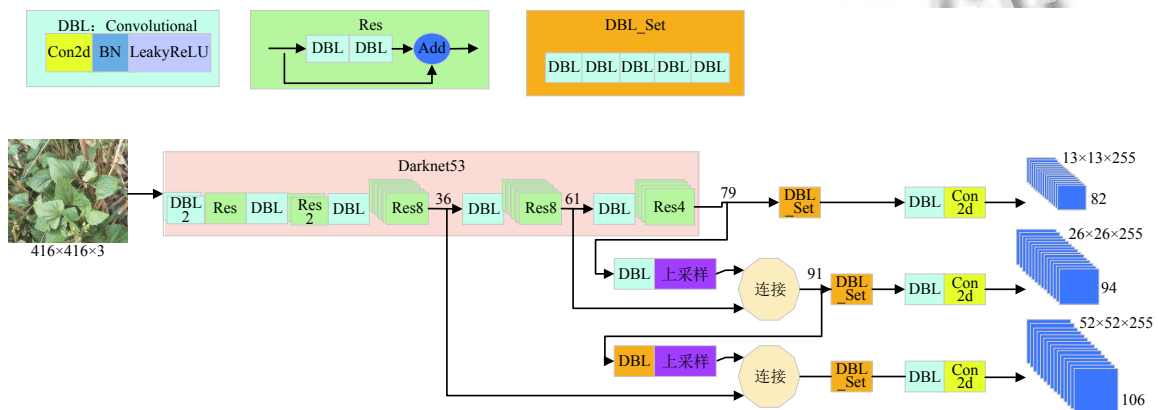 DBL：Convolutional
Con2d BN LeakyReLU
Res
DBL DBL Add
DBL_Set
DBL DBL DBL DBL DBL
Darknet53
416×416×3
DBL
2
Res
DBL
Res
2
DBL
Res8
36
DBL
Res8
61
DBL
Res4
79
DBL
_Set
DBL
Con
2d
13×13×255
82
DBL
上采样
连接
91
DBL
_Set
DBL
Con
2d
26×26×255
94
DBL
上采样
连接
DBL
_Set
DBL
Con
2d
52×52×255
106